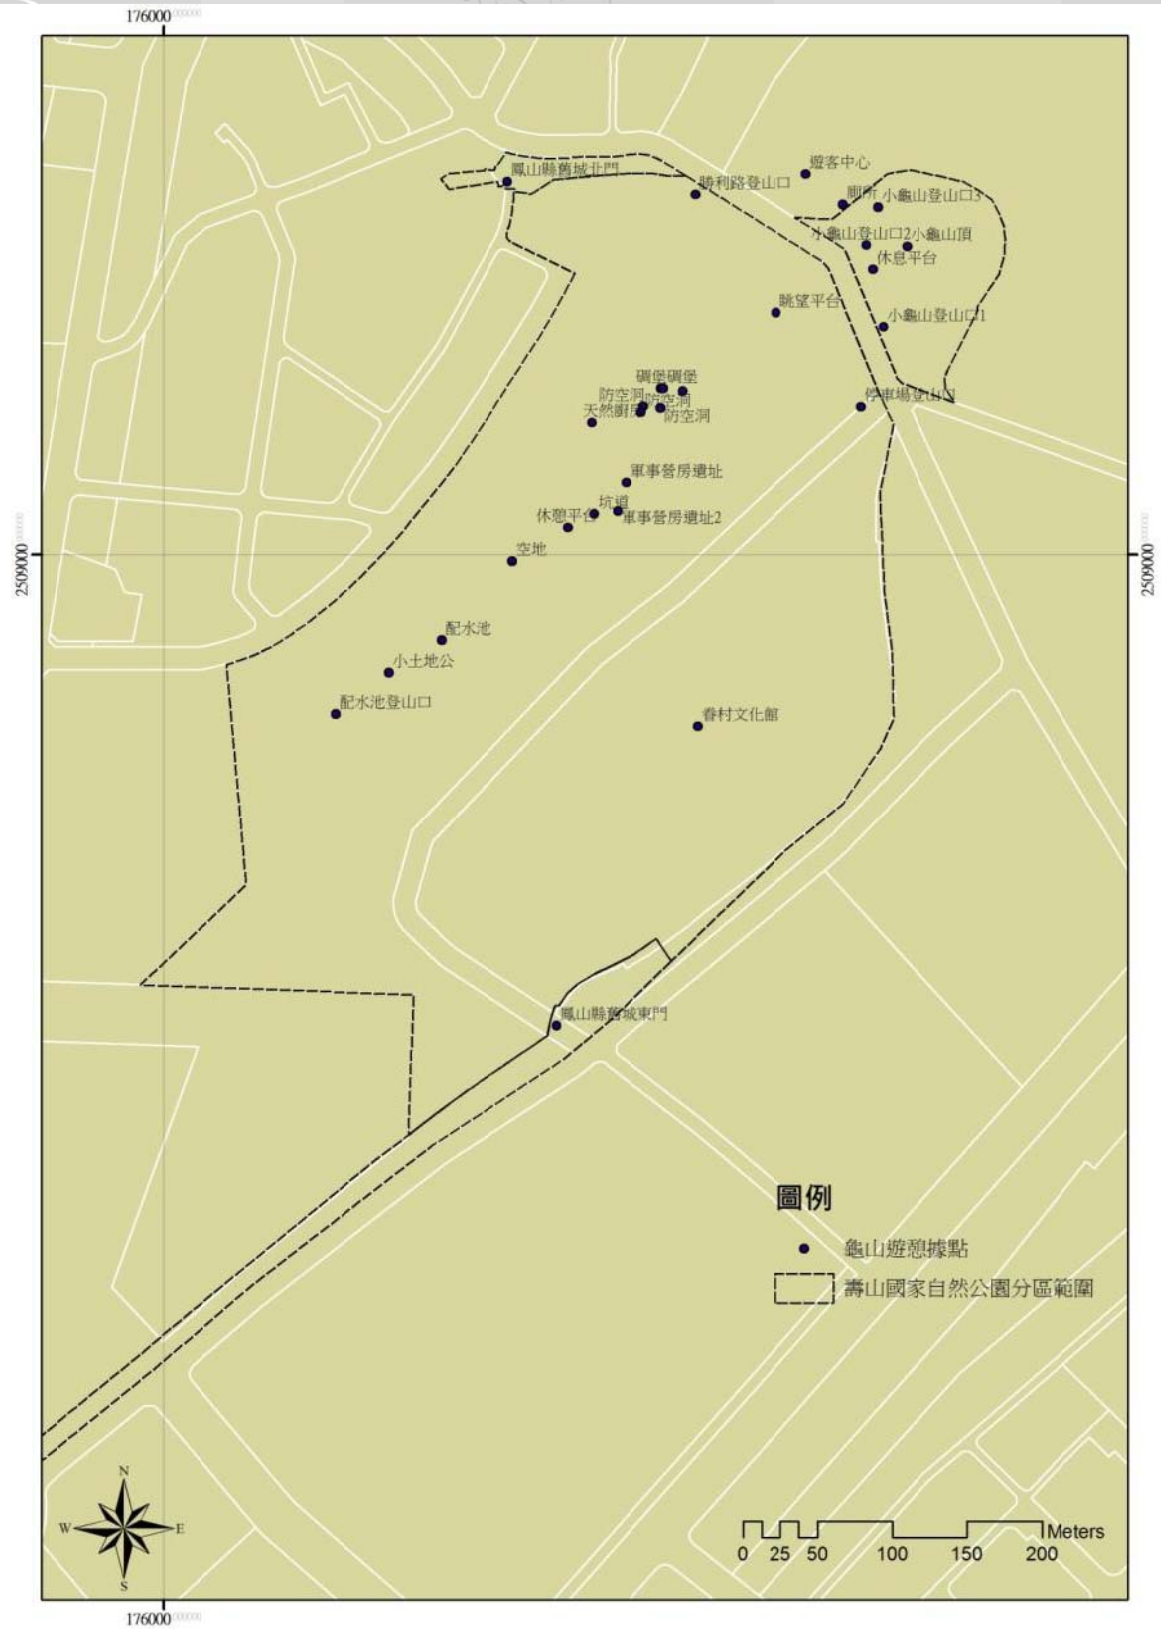 176000
鳳山縣舊城北門
遊客中心
勝利路登山口
廁所
小龜山登山口3
小龜山登山口2
小龜山頂
休息平台
眺望平台
小龜山登山口1
碉堡
碉堡
防空洞
防空洞
停車場登山口
天然廚房
防空洞
軍事營房遺址
坑道
休憩平台
軍事營房遺址2
空地
2509000
2509000
配水池
小土地公
配水池登山口
眷村文化館
鳳山縣舊城東門
圖例
龜山遊憩據點
壽山國家自然公園分區範圍
N
W
E
S
Meters
0 25 50 100 150 200
176000